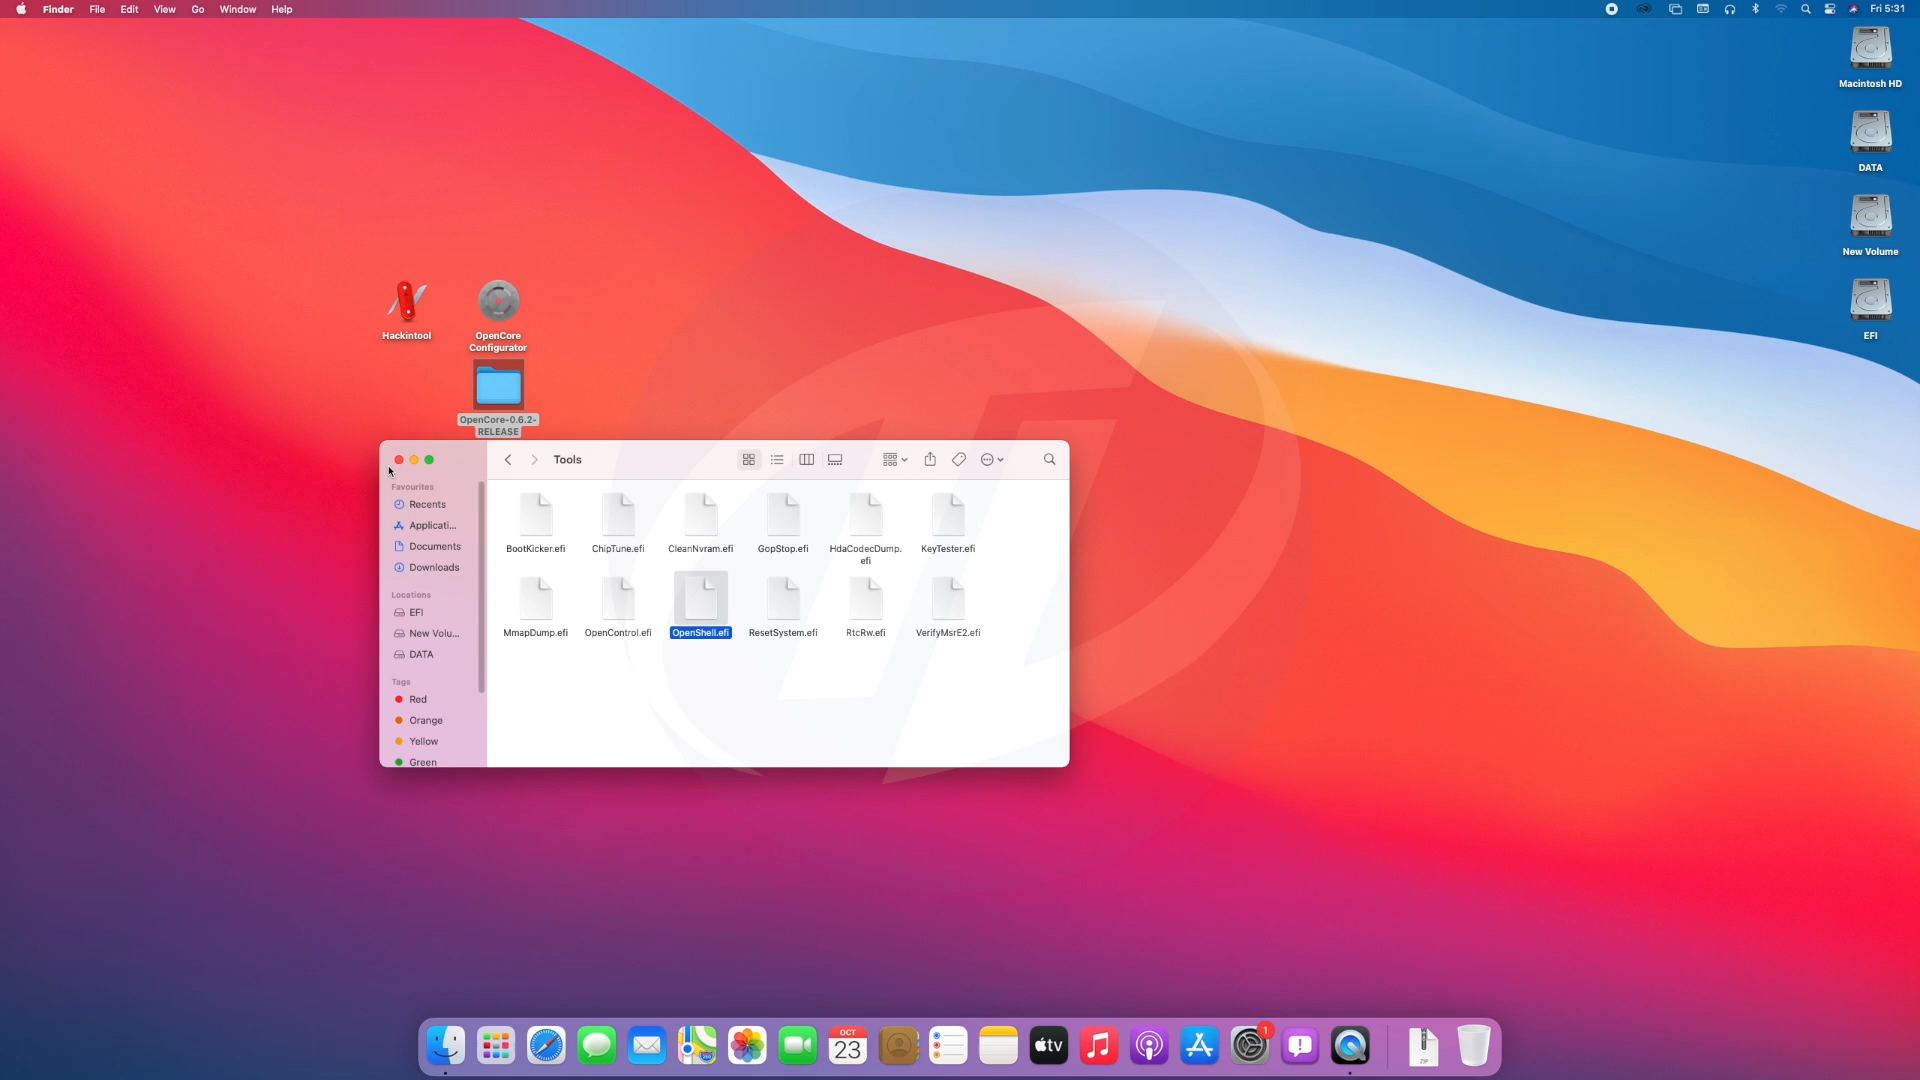 Finder File Edit View Go Window Help
Fri 5:31
Macintosh HD
DATA
New Volume
EFI
Hackintool
OpenCore
Configurator
OpenCore-0.6.2-
RELEASE
Tools
Favourites
Recents
Applicati...
Documents
Downloads
Locations
EFI
New Volu...
DATA
Tags
Red
Orange
Yellow
Green
BootKicker.efi ChipTune.efi CleanNvram.efi GopStop.efi HdaCodecDump.
efi
KeyTester.efi
MmapDump.efi OpenControl.efi OpenShell.efi ResetSystem.efi RtcRw.efi VerifyMsrE2.efi
OCT
23
tv
1
ZIP